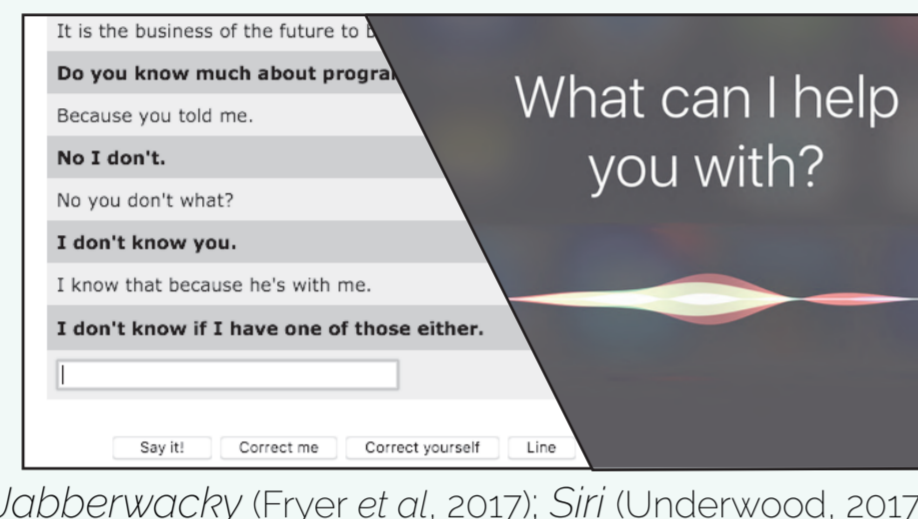 It is the business of the future to
Do you know much about
Because you told me.
No I don't.
No you don't what?
I don't know you.
I know that because he's with me.
I don't know if I have one of those either.
Say it! Correct me Correct yourself Line
What can I help
you with?
Jabberwacky (Fryer et al, 2017); Siri (Underwood, 2017